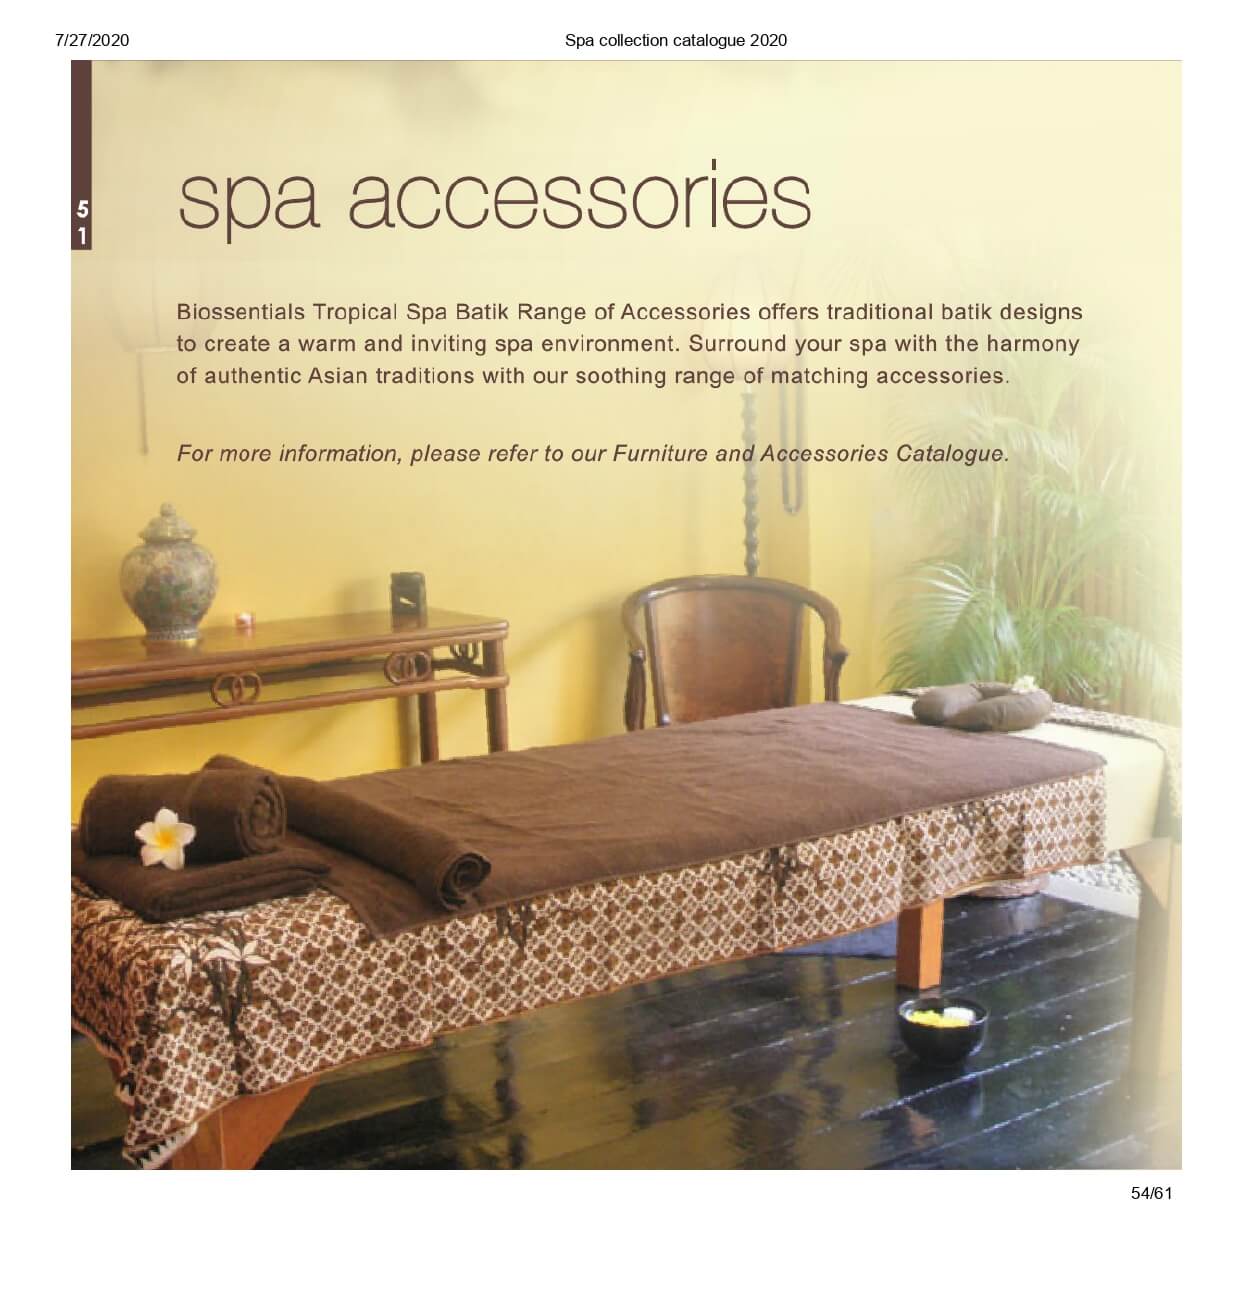 7/27/2020
Spa collection catalogue 2020
5
1
spa accessories
Biossentials Tropical Spa Batik Range of Accessories offers traditional batik designs
to create a warm and inviting spa environment. Surround your spa with the harmony
of authentic Asian traditions with our soothing range of matching accessories.
For more information, please refer to our Furniture and Accessories Catalogue.
54/61